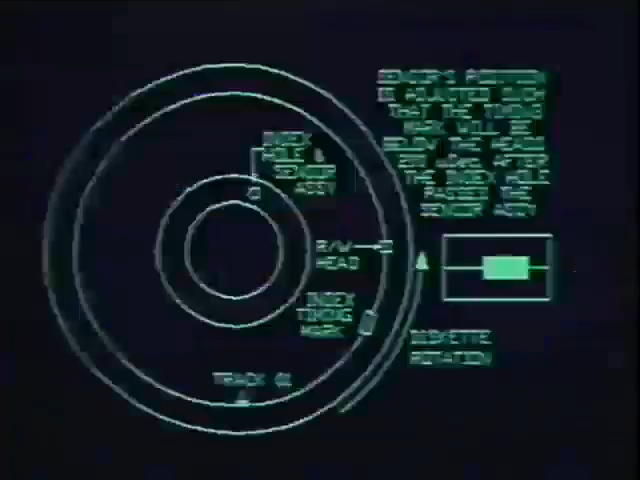 SENSOR'S POSITION
IS ADJUSTED SUCH
THAT THE TIMING
MARK WILL BE
BELOW THE HEADS
AFTER
THE INDEX HOLE
PASSES THE
SENSOR ASSY
INDEX
HOLE &
SENSOR
ASSY
R/W
HEAD
INDEX
TIMING
MARK
DISKETTE
ROTATION
TRACK